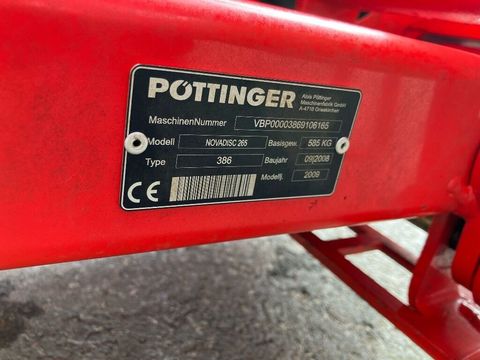 PÖTTINGER
Alois Pöttinger
Maschinenfabrik GmbH
A-4710 Grieskirchen
MaschinenNummer VBP00003869106165
Modell NOVADISC 265 Basisgew. 585 KG
Type 386 Baujahr 09|2008
Modellj. 2009
CE